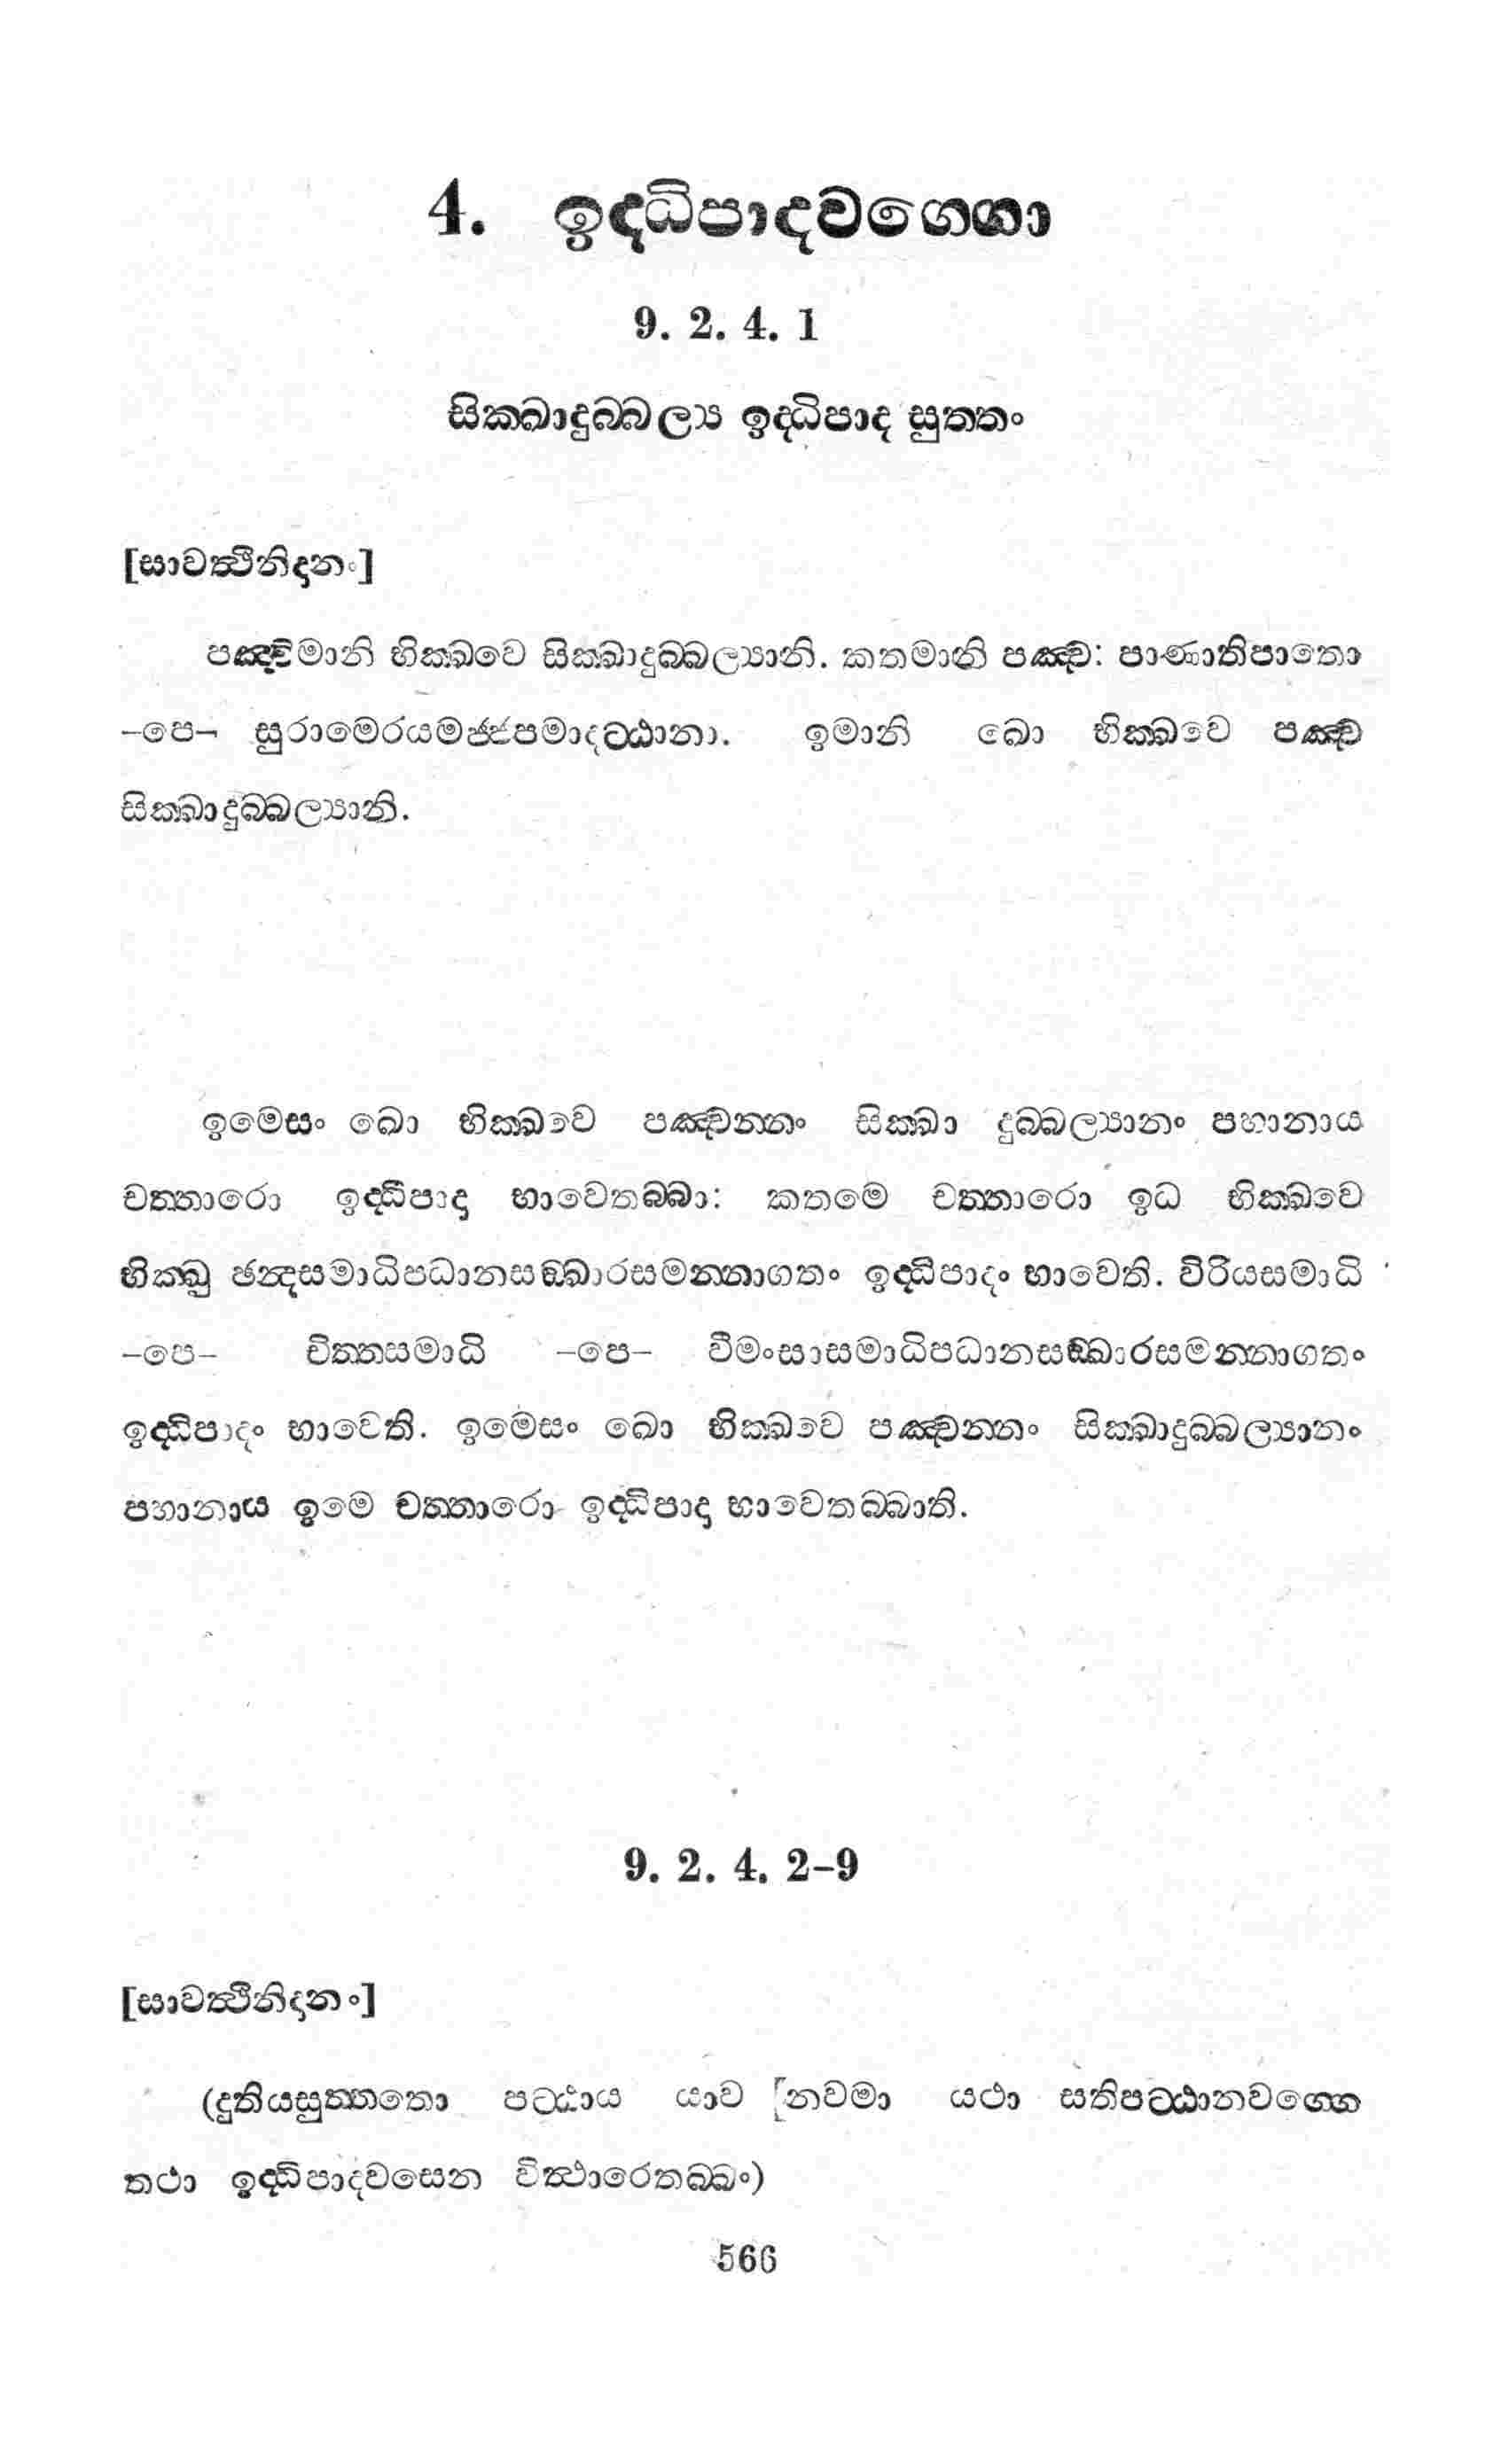 4. ඉද්ධිපාදවග්ගො
9. 2. 4. 1
සික්ඛාදුබ්බල්‍ය ඉද්ධිපාද සුත්තං
[සාවත්ථිනිදානං]
පඤ්චිමානි භික්ඛවෙ සික්ඛාදුබ්බල්‍යානි. කතමානි පඤ්ච: පාණාතිපාතො
–පෙ– සුරාමෙරයමජ්ජපමාදට්ඨානා. ඉමානි ඛො භික්ඛවෙ පඤ්ච
සික්ඛාදුබ්බල්‍යානි.
ඉමෙසං ඛො භික්ඛවෙ පඤ්චන්නං සික්ඛා දුබ්බල්‍යානං පහානාය
චත්තාරො ඉද්ධිපාදා භාවෙතබ්බා: කතමෙ චත්තාරො ඉධ භික්ඛවෙ
භික්ඛු ඡන්දසමාධිපධානසඞ්ඛාරසමන්නාගතං ඉද්ධිපාදං භාවෙති. විරියසමාධි
–පෙ– චිත්තසමාධි –පෙ– වීමංසාසමාධිපධානසඞ්ඛාරසමන්නාගතං
ඉද්ධිපාදං භාවෙති. ඉමෙසං ඛො භික්ඛවෙ පඤ්චන්නං සික්ඛාදුබ්බල්‍යානං
පහානාය ඉමෙ චත්තාරො ඉද්ධිපාදා භාවෙතබ්බාති.
9. 2. 4. 2–9
[සාවත්ථිනිදානං]
(දුතියසුත්තතො පට්ඨාය යාව [නවමා යථා සතිපට්ඨානවග්ගෙ
තථා ඉද්ධිපාදවසෙන විත්ථාරෙතබ්බං)
566